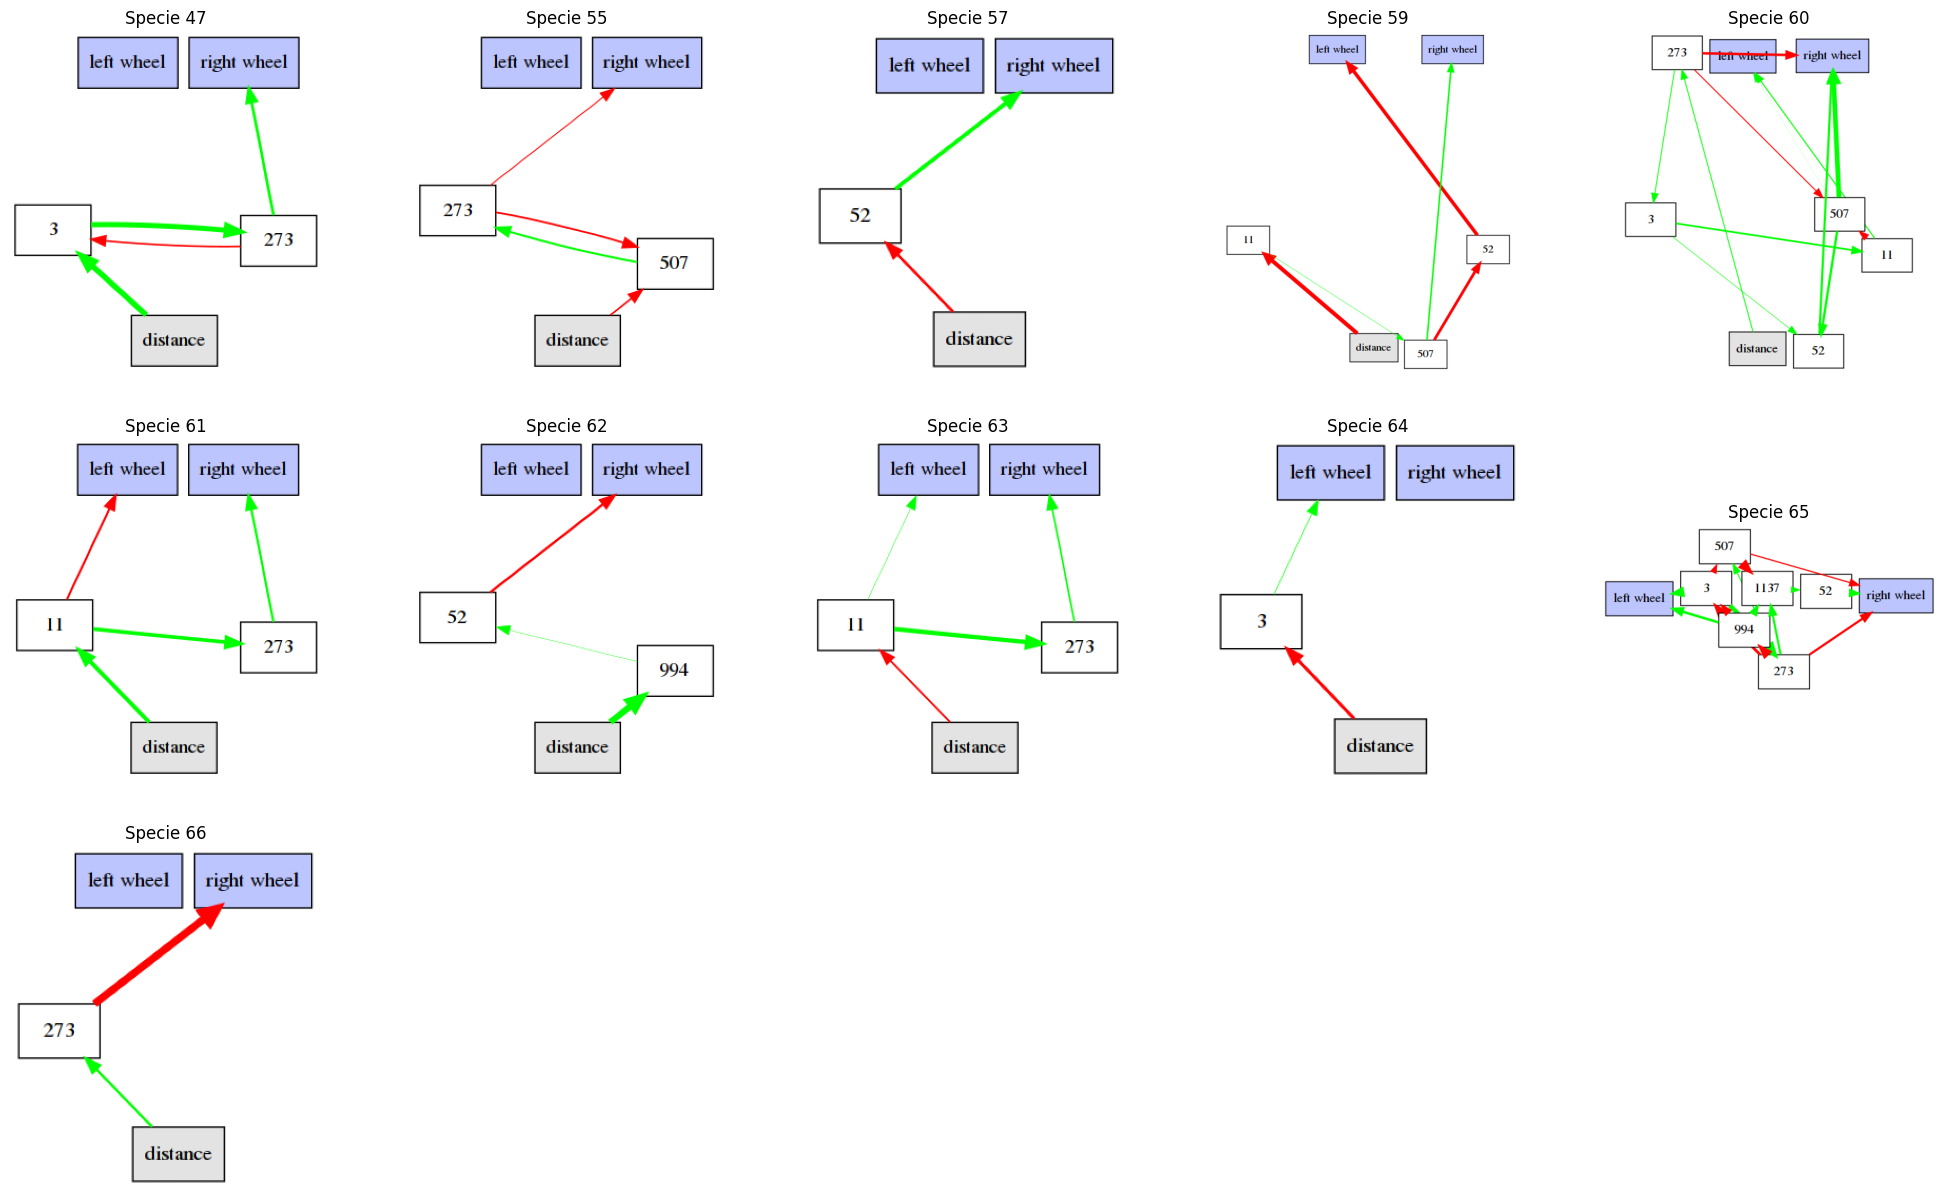 Specie 47
left wheel
right wheel
3
273
distance
Specie 55
left wheel
right wheel
273
507
distance
Specie 57
left wheel
right wheel
52
distance
Specie 59
left wheel
right wheel
11
52
distance
507
Specie 60
273
left wheel
right wheel
3
507
11
distance
52
Specie 61
left wheel
right wheel
11
273
distance
Specie 62
left wheel
right wheel
52
994
distance
Specie 63
left wheel
right wheel
11
273
distance
Specie 64
left wheel
right wheel
3
distance
Specie 65
507
3
1137
52
left wheel
right wheel
994
273
Specie 66
left wheel
right wheel
273
distance